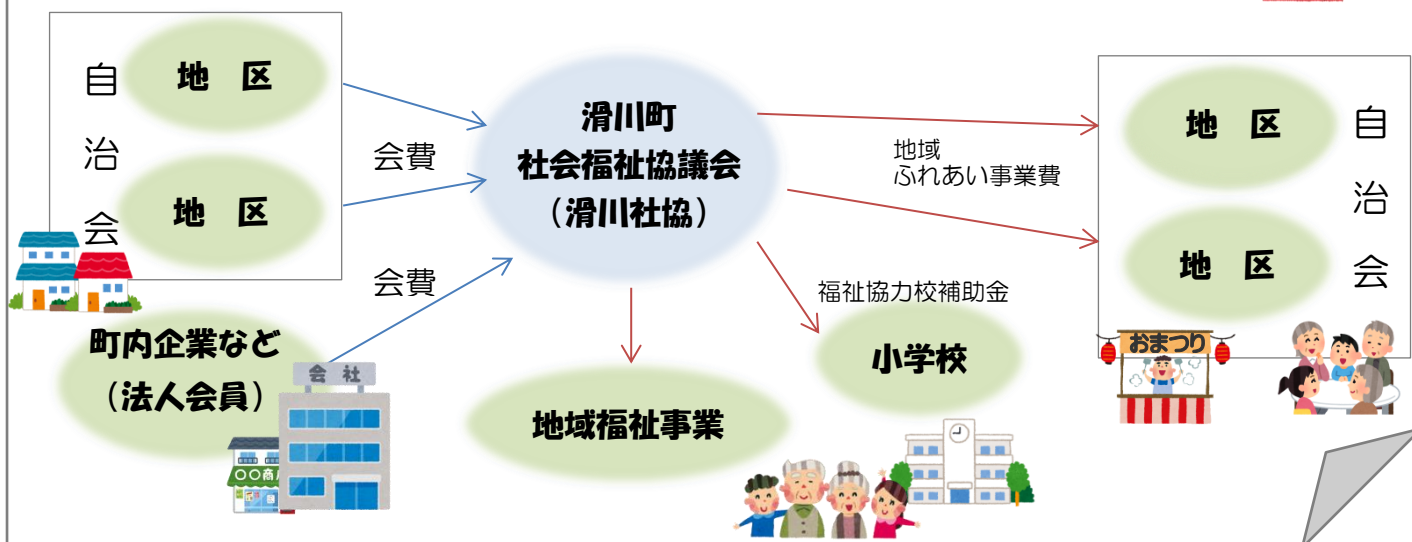 自治会
地 区
地 区
会費
会費
町内企業など
（法人会員）
会 社
滑川町
社会福祉協議会
（滑川社協）
地域
ふれあい事業費
福祉協力校補助金
小学校
地域福祉事業
地 区
地 区
自治会
おまつり